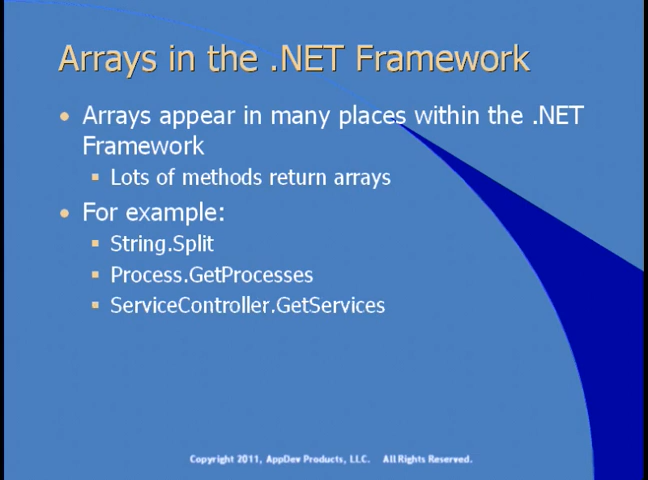 Arrays in the .NET Framework
• Arrays appear in many places within the .NET
Framework
▪ Lots of methods return arrays
• For example:
▪ String.Split
▪ Process.GetProcesses
▪ ServiceController.GetServices
Copyright 2011, AppDev Products, LLC. All Rights Reserved.